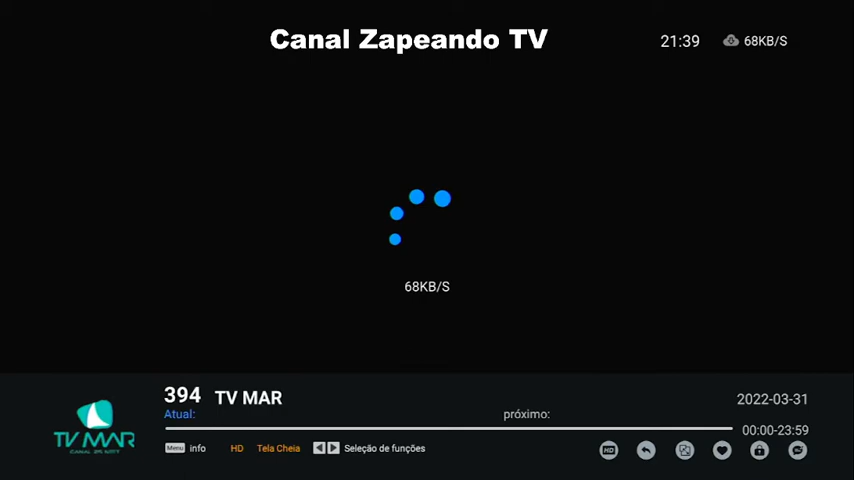 Canal Zapeando TV
21:39
68KB/S
68KB/S
394 TV MAR
2022-03-31
Atual:
próximo:
00:00-23:59
TV MAR
Menu info
HD
Tela Cheia
Seleção de funções
HD